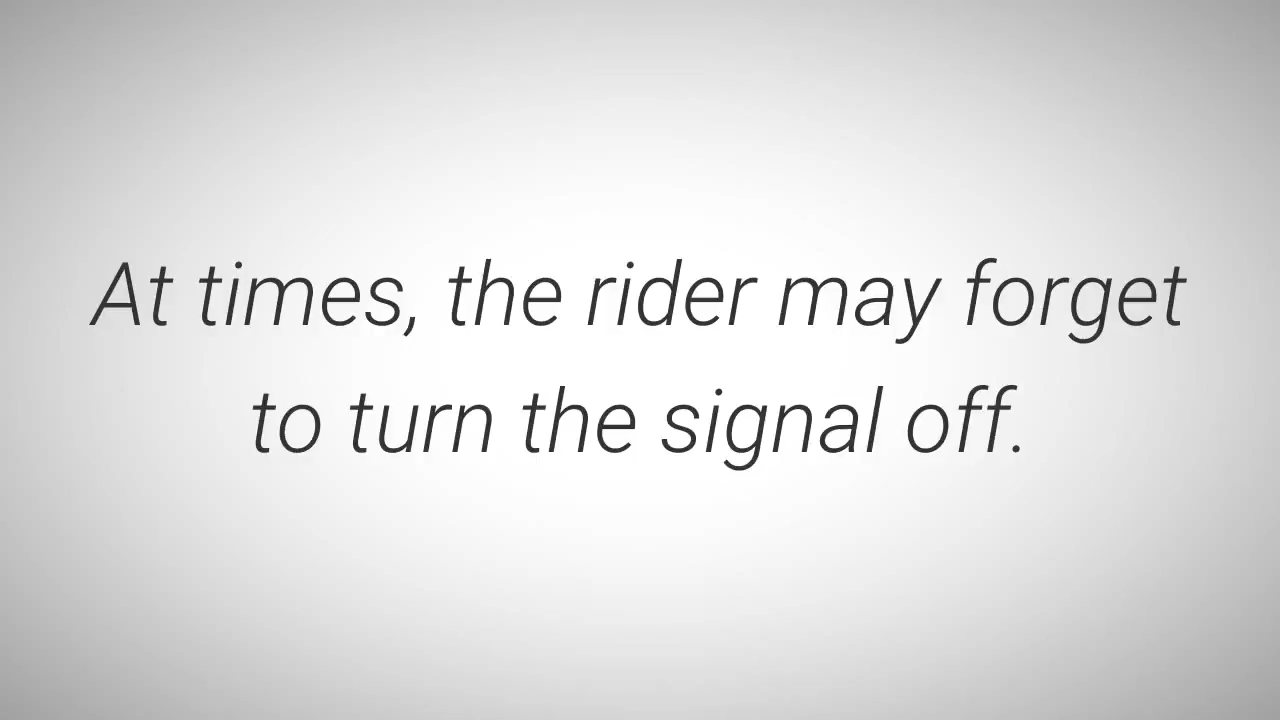 At times, the rider may forget
to turn the signal off.